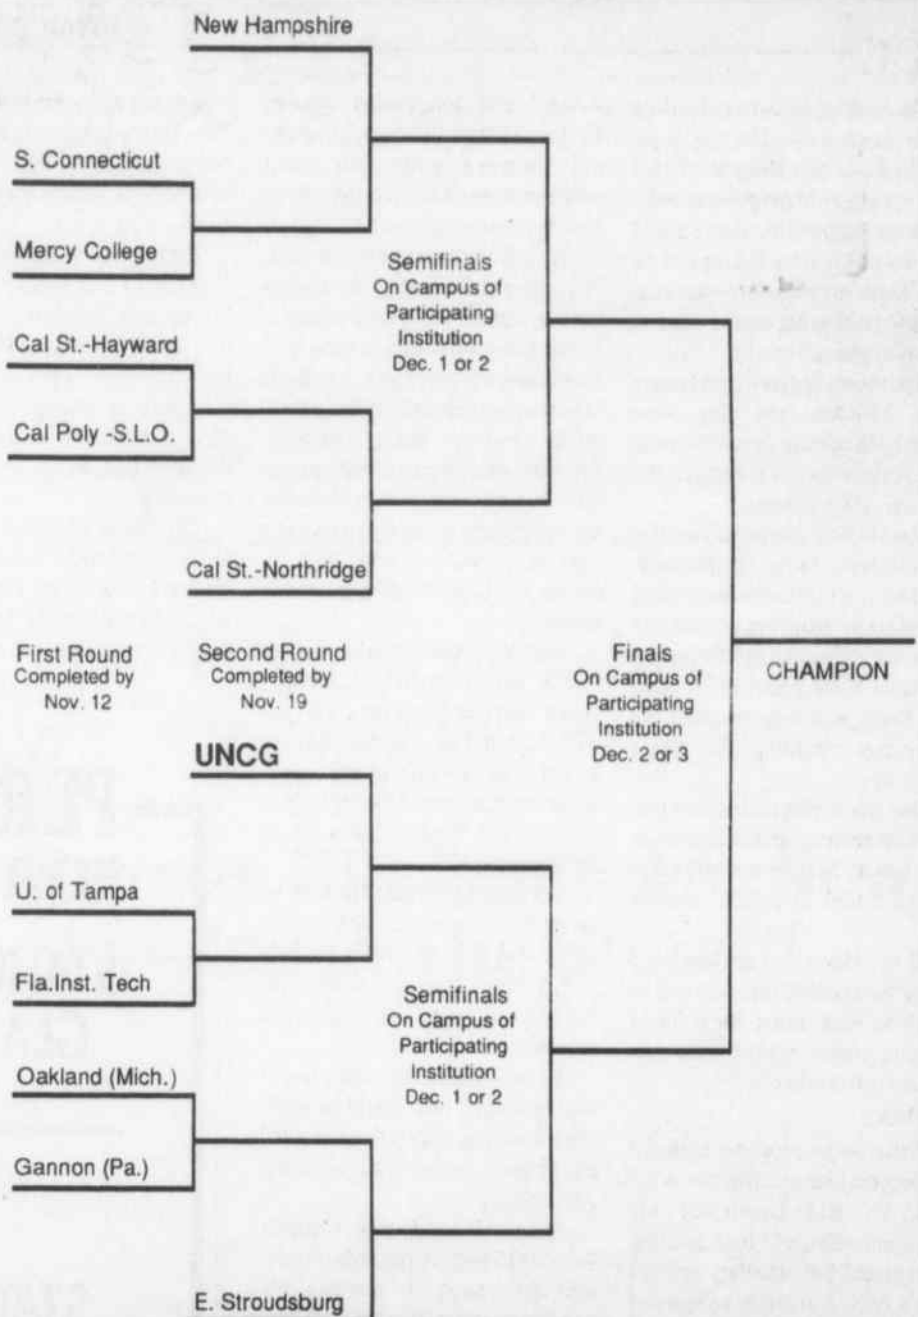 New Hampshire
S. Connecticut
Mercy College
Semifinals
On Campus of
Participating
Institution
Dec. 1 or 2
Cal St.-Hayward
Cal Poly -S.L.O.
Cal St.-Northridge
First Round
Completed by
Nov. 12
Second Round
Completed by
Nov. 19
Finals
On Campus of
Participating
Institution
Dec. 2 or 3
CHAMPION
UNCG
U. of Tampa
Fla.Inst. Tech
Semifinals
On Campus of
Participating
Institution
Dec. 1 or 2
Oakland (Mich.)
Gannon (Pa.)
E. Stroudsburg